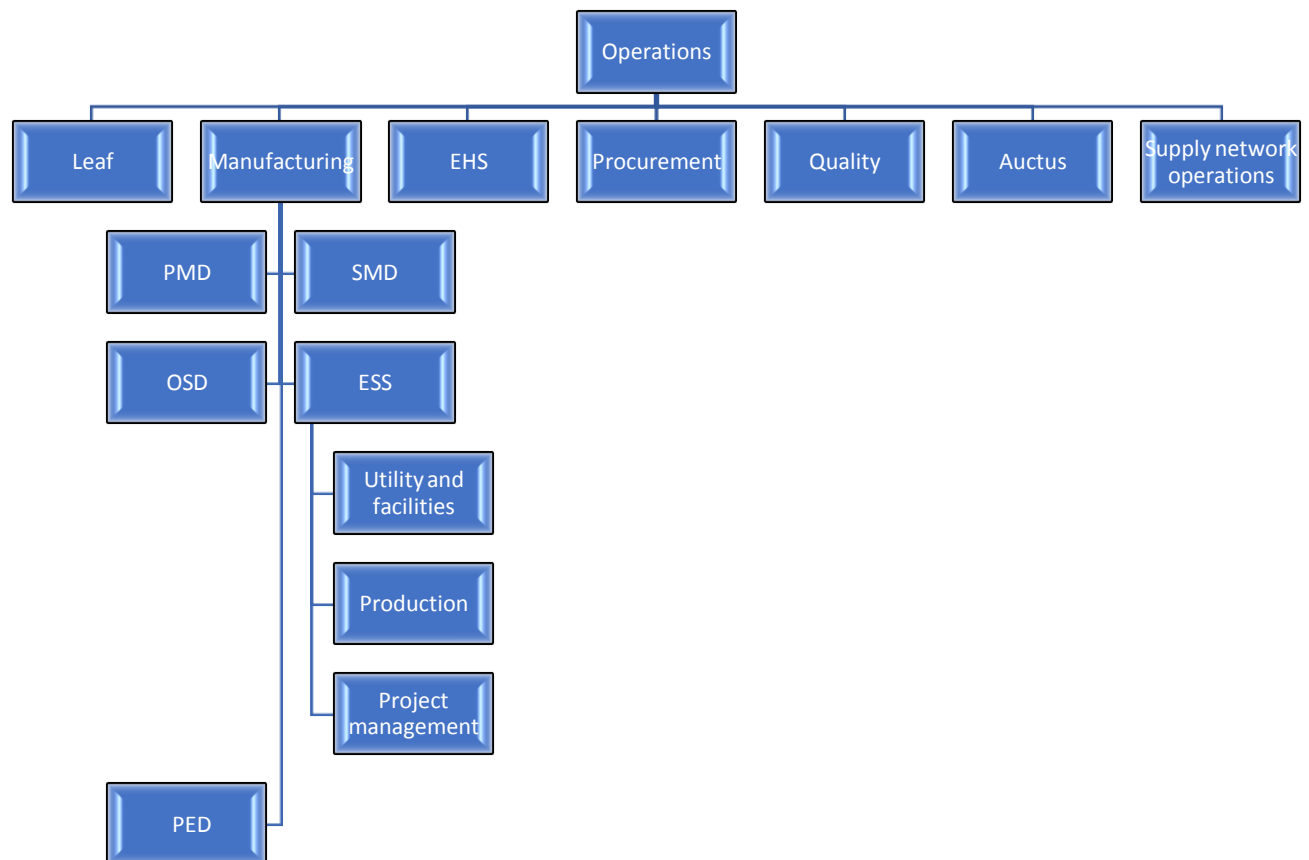 Operations
Leaf
Manufacturing
EHS
Procurement
Quality
Auctus
Supply network
operations
PMD
SMD
OSD
ESS
Utility and
facilities
Production
Project
management
PED